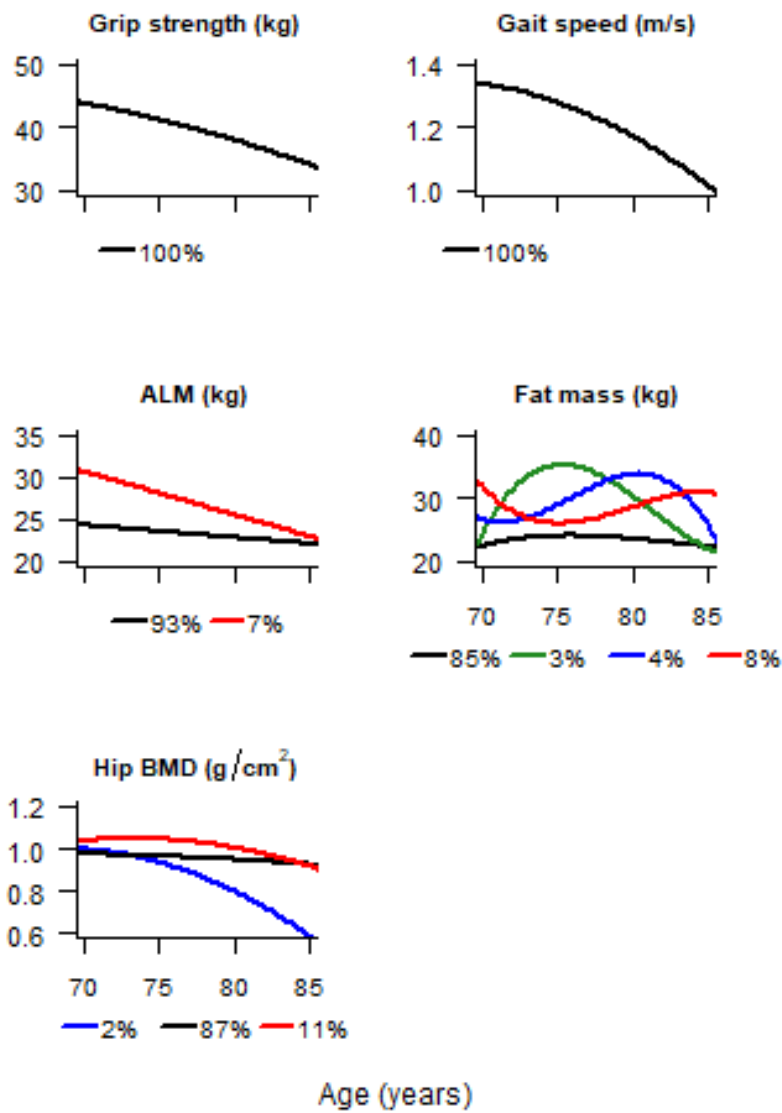 Grip strength (kg)
50
40
30
100%
Gait speed (m/s)
1.4
1.2
1.0
100%
ALM (kg)
35
30
25
20
93% 7%
Fat mass (kg)
40
30
20
70 75 80 85
85% 3% 4% 8%
Hip BMD (g/cm²)
1.2
1.0
0.8
0.6
70 75 80 85
2% 87% 11%
Age (years)